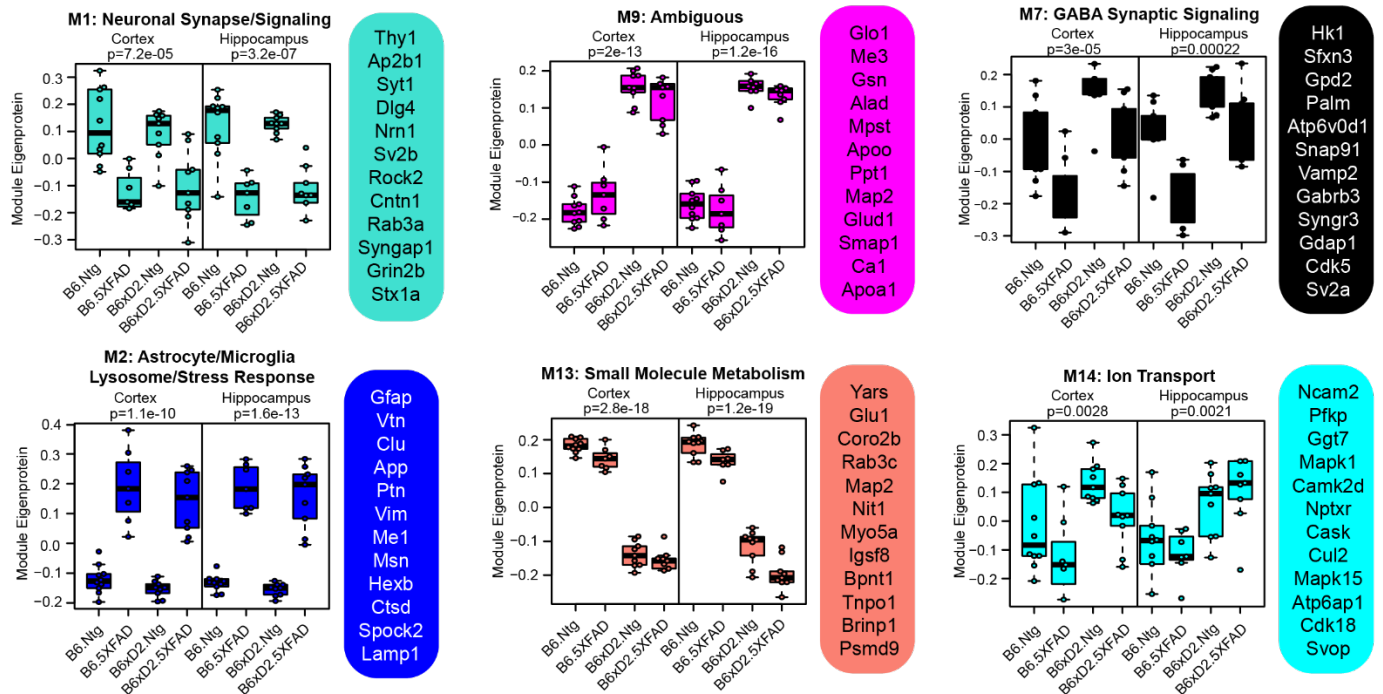 M1: Neuronal Synapse/Signaling
Cortex Hippocampus
p=7.2e-05 p=3.2e-07
Module Eigenprotein
0.3
0.2
0.1
0.0
−0.1
−0.2
−0.3
B6.Ntg
B6.5XFAD
B6xD2.Ntg
B6xD2.5XFAD
B6.Ntg
B6.5XFAD
B6xD2.Ntg
B6xD2.5XFAD
Thy1
Ap2b1
Syt1
Dlg4
Nrn1
Sv2b
Rock2
Cntn1
Rab3a
Syngap1
Grin2b
Stx1a
M9: Ambiguous
Cortex Hippocampus
p=2e-13 p=1.2e-16
Module Eigenprotein
0.2
0.1
0.0
−0.1
−0.2
B6.Ntg
B6.5XFAD
B6xD2.Ntg
B6xD2.5XFAD
B6.Ntg
B6.5XFAD
B6xD2.Ntg
B6xD2.5XFAD
Glo1
Me3
Gsn
Alad
Mpst
Apoo
Ppt1
Map2
Glud1
Smap1
Ca1
Apoa1
M7: GABA Synaptic Signaling
Cortex Hippocampus
p=3e-05 p=0.00022
Module Eigenprotein
0.2
0.1
0.0
−0.1
−0.2
−0.3
B6.Ntg
B6.5XFAD
B6xD2.Ntg
B6xD2.5XFAD
B6.Ntg
B6.5XFAD
B6xD2.Ntg
B6xD2.5XFAD
Hk1
Sfxn3
Gpd2
Palm
Atp6v0d1
Snap91
Vamp2
Gabrb3
Syngr3
Gdap1
Cdk5
Sv2a
M2: Astrocyte/Microglia
Lysosome/Stress Response
Cortex Hippocampus
p=1.1e-10 p=1.6e-13
Module Eigenprotein
0.4
0.3
0.2
0.1
0.0
−0.1
−0.2
B6.Ntg
B6.5XFAD
B6xD2.Ntg
B6xD2.5XFAD
B6.Ntg
B6.5XFAD
B6xD2.Ntg
B6xD2.5XFAD
Gfap
Vtn
Clu
App
Ptn
Vim
Me1
Msn
Hexb
Ctsd
Spock2
Lamp1
M13: Small Molecule Metabolism
Cortex Hippocampus
p=2.8e-18 p=1.2e-19
Module Eigenprotein
0.2
0.1
0.0
−0.1
−0.2
B6.Ntg
B6.5XFAD
B6xD2.Ntg
B6xD2.5XFAD
B6.Ntg
B6.5XFAD
B6xD2.Ntg
B6xD2.5XFAD
Yars
Glu1
Coro2b
Rab3c
Map2
Nit1
Myo5a
Igsf8
Bpnt1
Tnpo1
Brinp1
Psmd9
M14: Ion Transport
Cortex Hippocampus
p=0.0028 p=0.0021
Module Eigenprotein
0.3
0.2
0.1
0.0
−0.1
−0.2
B6.Ntg
B6.5XFAD
B6xD2.Ntg
B6xD2.5XFAD
B6.Ntg
B6.5XFAD
B6xD2.Ntg
B6xD2.5XFAD
Ncam2
Pfkp
Ggt7
Mapk1
Camk2d
Nptxr
Cask
Cul2
Mapk15
Atp6ap1
Cdk18
Svop